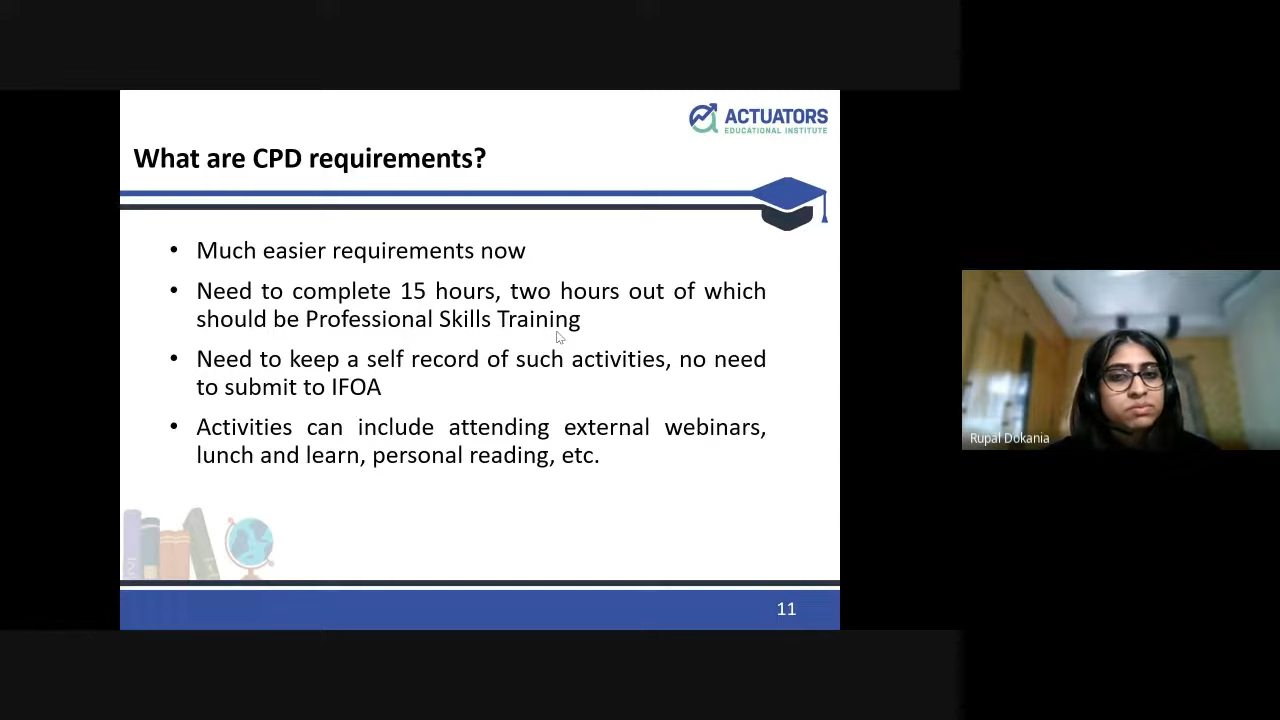 ACTUATORS
EDUCATIONAL INSTITUTE
What are CPD requirements?
• Much easier requirements now
• Need to complete 15 hours, two hours out of which
should be Professional Skills Training
• Need to keep a self record of such activities, no need
to submit to IFOA
• Activities can include attending external webinars,
lunch and learn, personal reading, etc.
11
Rupal Dokania